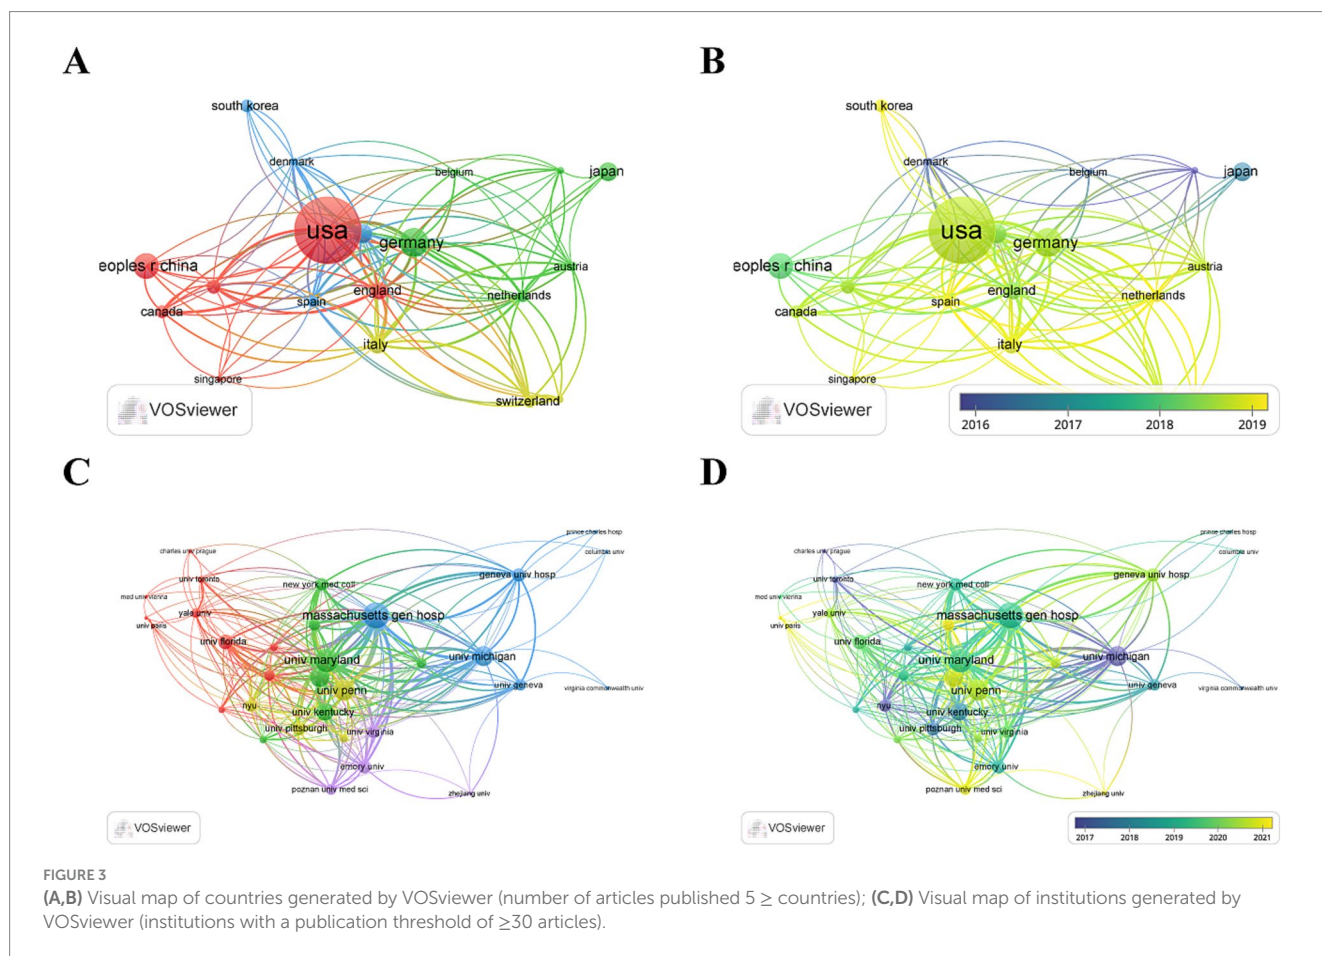 A
south korea
denmark
belgium
japan
usa
germany
eoples r china
austria
england
spain
netherlands
canada
italy
singapore
switzerland
VOSviewer
B
south korea
denmark
belgium
japan
usa
germany
eoples r china
austria
england
spain
netherlands
canada
italy
singapore
VOSviewer
2016 2017 2018 2019
C
prince charles hosp
charles univ prague
columbia univ
geneva univ hosp
univ toronto
new york med coll
med univ vienna
yale univ
massachusetts gen hosp
univ paris
univ florida
univ maryland
univ michigan
univ geneva
virginia commonwealth univ
univ penn
nyu
univ kentucky
univ pittsburgh
univ virginia
emory univ
poznan univ med sci
zhejiang univ
VOSviewer
D
prince charles hosp
charles univ prague
columbia univ
geneva univ hosp
univ toronto
new york med coll
med univ vienna
yale univ
massachusetts gen hosp
univ paris
univ florida
univ maryland
univ michigan
univ geneva
virginia commonwealth univ
univ penn
nyu
univ kentucky
univ pittsburgh
univ virginia
emory univ
poznan univ med sci
zhejiang univ
VOSviewer
2017 2018 2019 2020 2021
FIGURE 3
(A,B) Visual map of countries generated by VOSviewer (number of articles published 5 ≥ countries); (C,D) Visual map of institutions generated by
VOSviewer (institutions with a publication threshold of ≥30 articles).